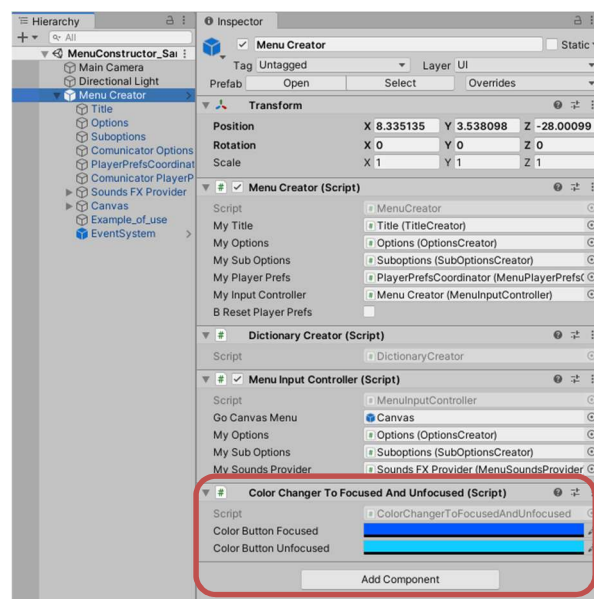 Hierarchy
All
MenuConstructor_Sa
Main Camera
Directional Light
Menu Creator
Title
Options
Suboptions
Comunicator Options
PlayerPrefsCoordinat
Comunicator PlayerP
Sounds FX Provider
Canvas
Example_of_use
EventSystem
Inspector
Menu Creator Static
Tag Untagged Layer UI
Prefab Open Select Overrides
Transform
Position X 8.335135 Y 3.538098 Z -28.00099
Rotation X 0 Y 0 Z 0
Scale X 1 Y 1 Z 1
Menu Creator (Script)
Script MenuCreator
My Title Title (TitleCreator)
My Options Options (OptionsCreator)
My Sub Options Suboptions (SubOptionsCreator)
My Player Prefs PlayerPrefsCoordinator (MenuPlayerPrefsC
My Input Controller Menu Creator (MenuInputController)
B Reset Player Prefs
Dictionary Creator (Script)
Script DictionaryCreator
Menu Input Controller (Script)
Script MenuInputController
Go Canvas Menu Canvas
My Options Options (OptionsCreator)
My Sub Options Suboptions (SubOptionsCreator)
My Sounds Provider Sounds FX Provider (MenuSoundsProvider
Color Changer To Focused And Unfocused (Script)
Script ColorChangerToFocusedAndUnfocused
Color Button Focused
Color Button Unfocused
Add Component